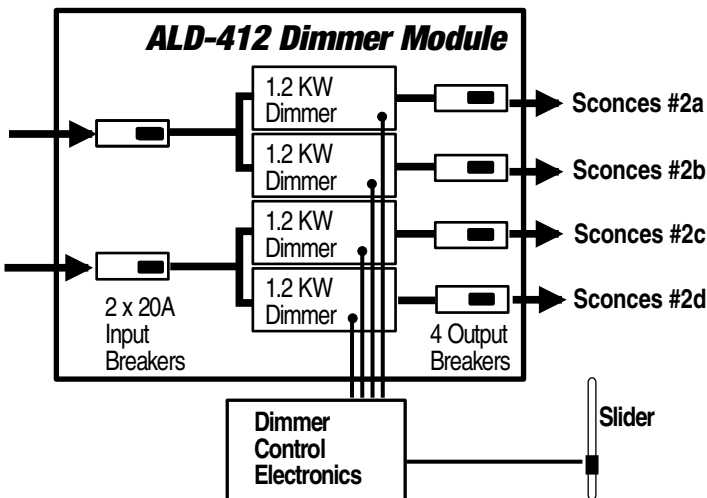 ALD-412 Dimmer Module
1.2 KW
Dimmer
Sconces #2a
1.2 KW
Dimmer
Sconces #2b
1.2 KW
Dimmer
Sconces #2c
1.2 KW
Dimmer
Sconces #2d
2 x 20A
Input
Breakers
4 Output
Breakers
Dimmer
Control
Electronics
Slider